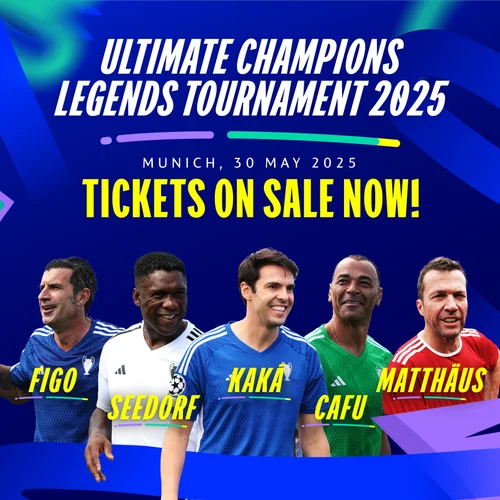 ULTIMATE CHAMPIONS
LEGENDS TOURNAMENT 2025
MUNICH, 30 MAY 2025
TICKETS ON SALE NOW!
FIGO
SEEDORF
KAKÁ
CAFU
MATTHÄUS